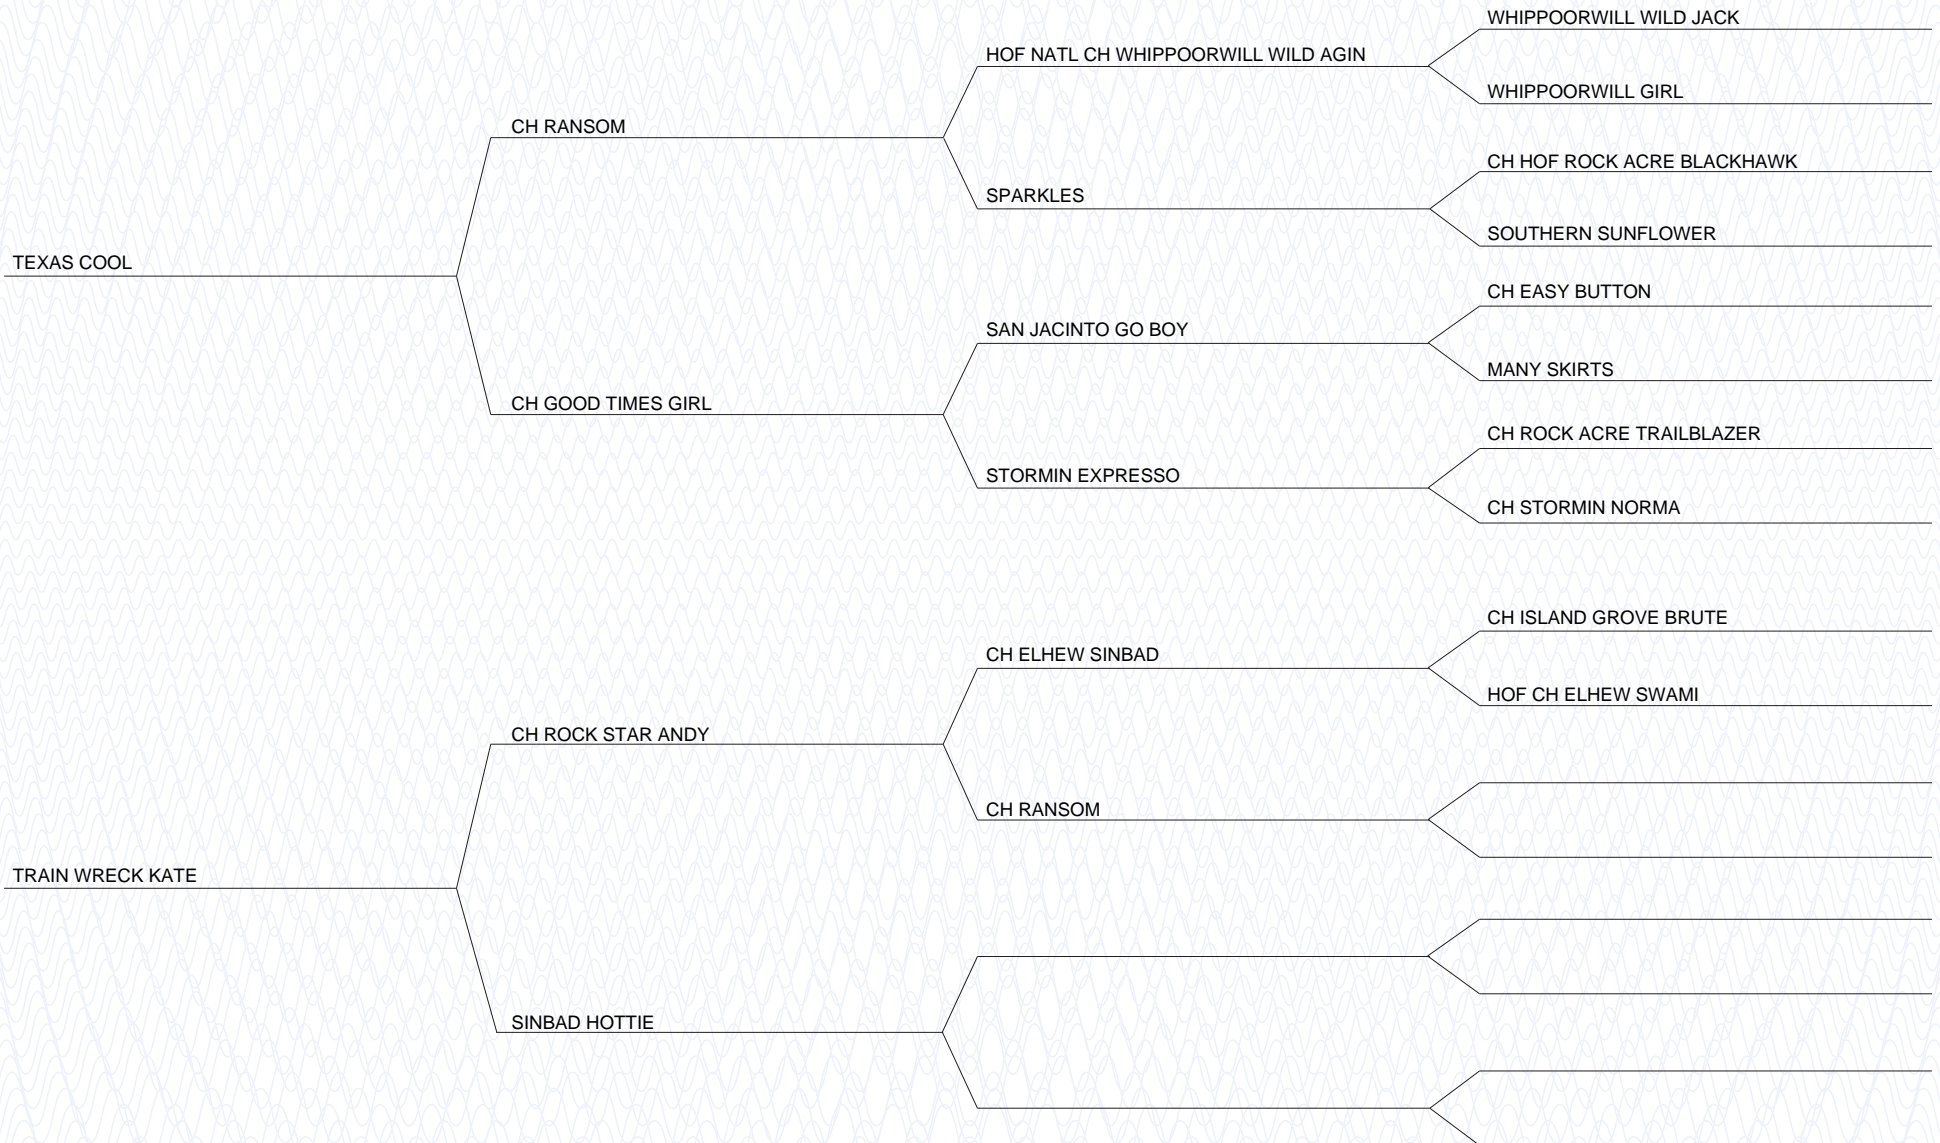 WHIPPOORWILL WILD JACK
HOF NATL CH WHIPPOORWILL WILD AGIN
WHIPPOORWILL GIRL
CH RANSOM
CH HOF ROCK ACRE BLACKHAWK
SPARKLES
SOUTHERN SUNFLOWER
TEXAS COOL
CH EASY BUTTON
SAN JACINTO GO BOY
MANY SKIRTS
CH GOOD TIMES GIRL
CH ROCK ACRE TRAILBLAZER
STORMIN EXPRESSO
CH STORMIN NORMA
CH ISLAND GROVE BRUTE
CH ELHEW SINBAD
HOF CH ELHEW SWAMI
CH ROCK STAR ANDY
CH RANSOM
TRAIN WRECK KATE
SINBAD HOTTIE